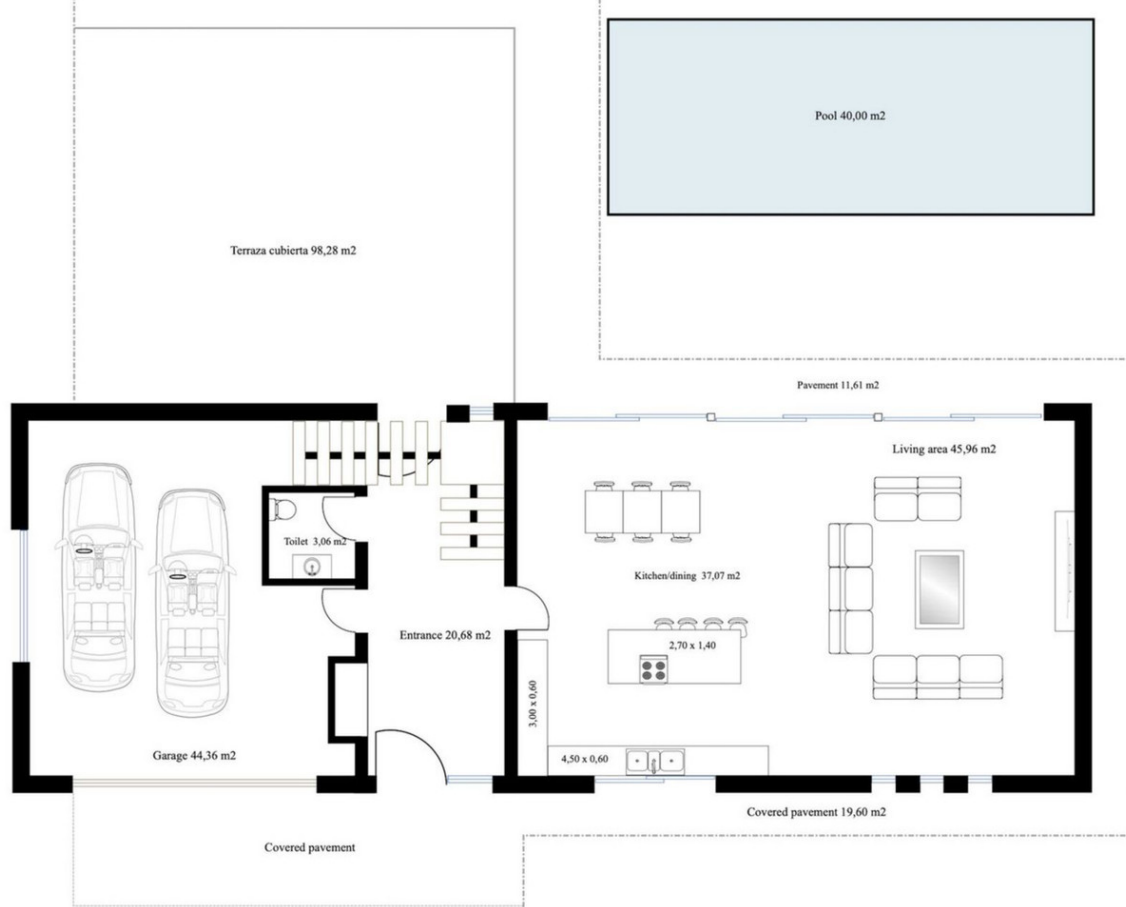 Pool 40,00 m2
Terraza cubierta 98,28 m2
Pavement 11,61 m2
Living area 45,96 m2
Toilet 3,06 m2
Kitchen/dining 37,07 m2
Entrance 20,68 m2
2,70 x 1,40
3,00 x 0,60
Garage 44,36 m2
4,50 x 0,60
Covered pavement 19,60 m2
Covered pavement